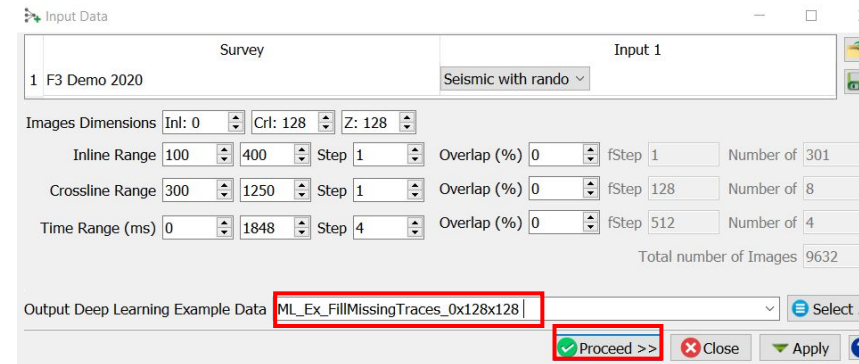 Input Data
Survey Input 1
1 F3 Demo 2020 Seismic with rando
Images Dimensions Inl: 0 Crl: 128 Z: 128
Inline Range 100 400 Step 1 Overlap (%) 0 fStep 1 Number of 301
Crossline Range 300 1250 Step 1 Overlap (%) 0 fStep 128 Number of 8
Time Range (ms) 0 1848 Step 4 Overlap (%) 0 fStep 512 Number of 4
Total number of Images 9632
Output Deep Learning Example Data ML_Ex_FillMissingTraces_0x128x128 Select
Proceed >> Close Apply